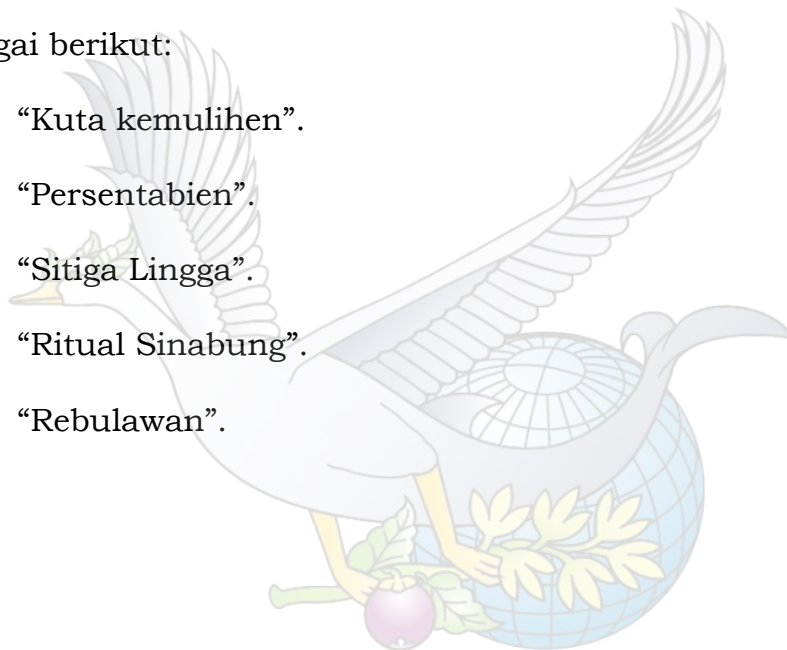 gai berikut:
“Kuta kemulihen”.
“Persentabien”.
“Sitiga Lingga”.
“Ritual Sinabung”.
“Rebulawan”.